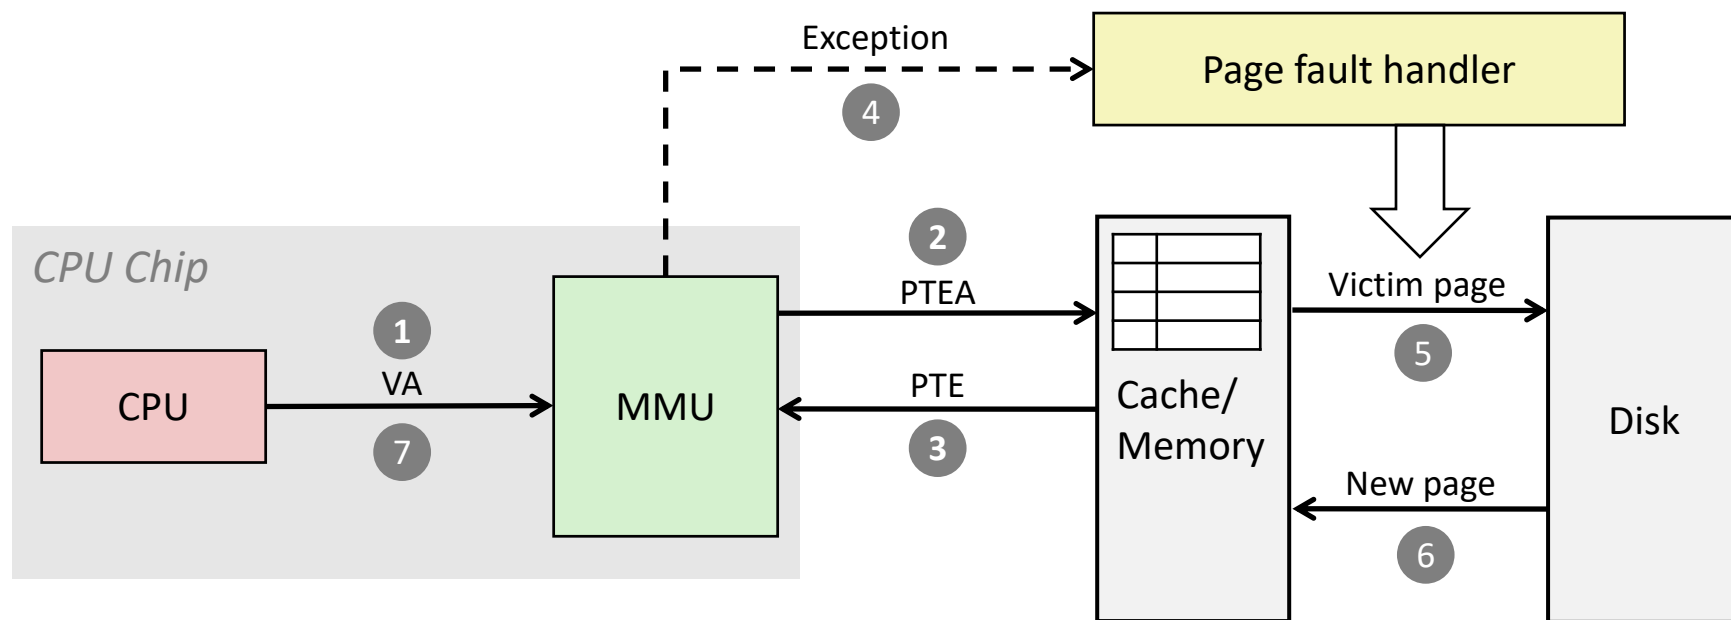 Exception
4
Page fault handler
CPU Chip
2
PTEA
Victim page
5
1
VA
7
CPU
MMU
PTE
3
Cache/
Memory
Disk
New page
6